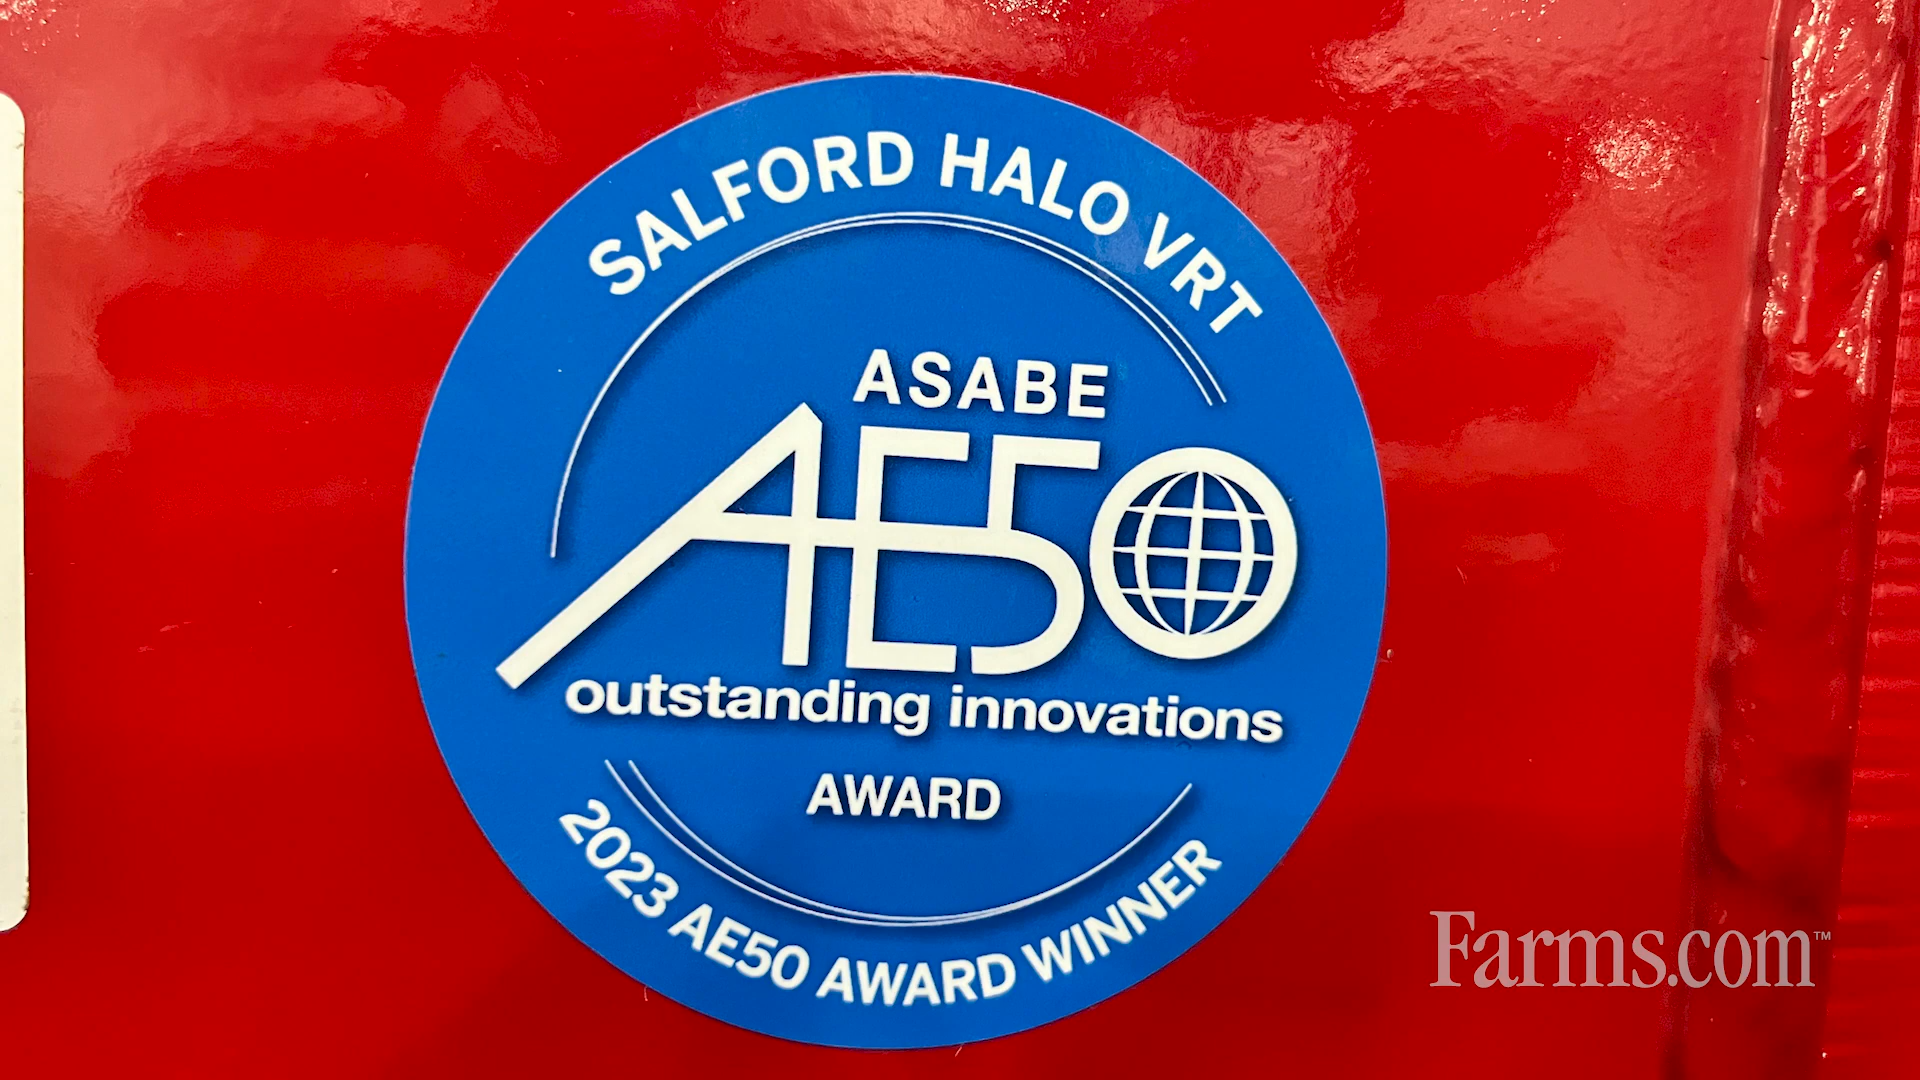 SALFORD HALO VRT
ASABE
AE50
outstanding innovations
AWARD
2023 AE50 AWARD WINNER
Farms.com™